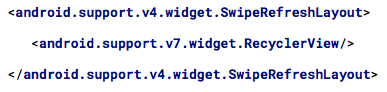 <android.support.v4.widget.SwipeRefreshLayout>
<android.support.v7.widget.RecyclerView/>
</android.support.v4.widget.SwipeRefreshLayout>